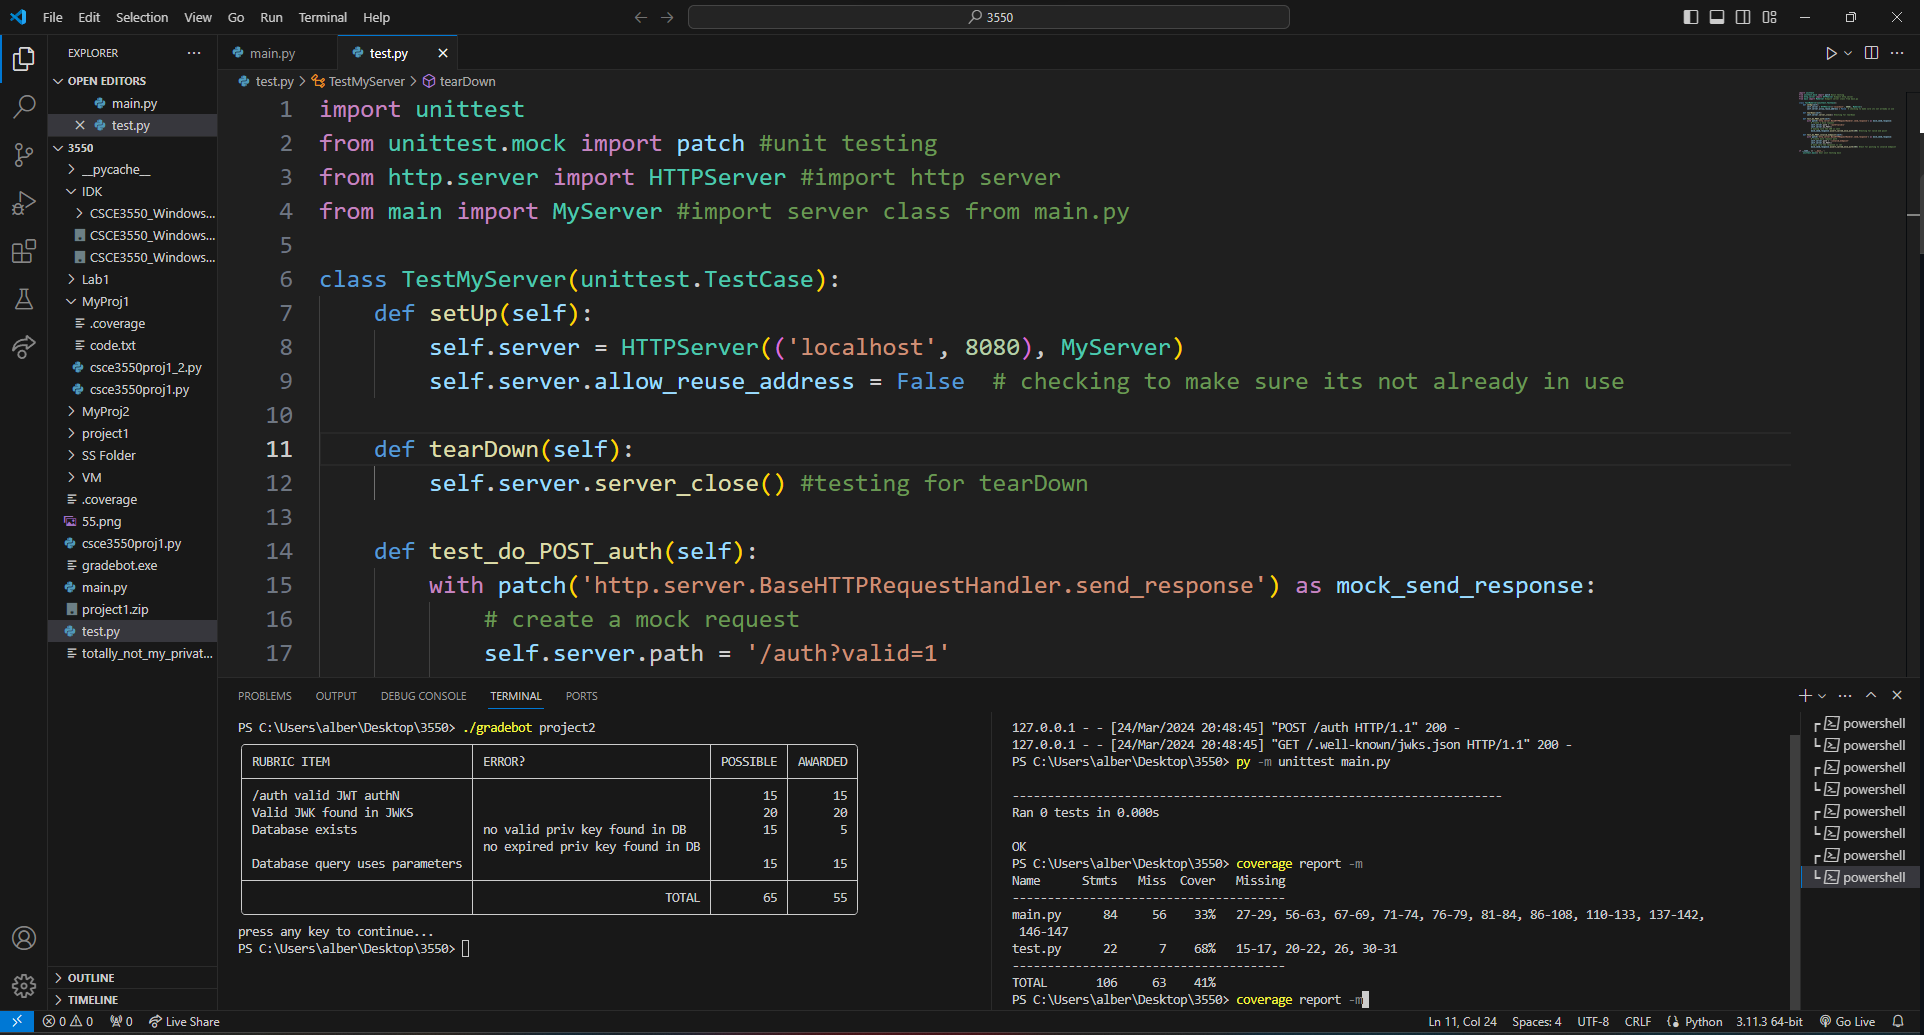 File Edit Selection View Go Run Terminal Help
3550
EXPLORER
OPEN EDITORS
main.py
test.py
3550
__pycache__
IDK
CSCE3550_Windows...
CSCE3550_Windows...
CSCE3550_Windows...
Lab1
MyProj1
.coverage
code.txt
csce3550proj1_2.py
csce3550proj1.py
MyProj2
project1
SS Folder
VM
.coverage
55.png
csce3550proj1.py
gradebot.exe
main.py
project1.zip
test.py
totally_not_my_privat...
OUTLINE
TIMELINE
main.py test.py
test.py > TestMyServer > tearDown
1 import unittest
2 from unittest.mock import patch #unit testing
3 from http.server import HTTPServer #import http server
4 from main import MyServer #import server class from main.py
5
6 class TestMyServer(unittest.TestCase):
7 def setUp(self):
8 self.server = HTTPServer(('localhost', 8080), MyServer)
9 self.server.allow_reuse_address = False # checking to make sure its not already in use
10
11 def tearDown(self):
12 self.server.server_close() #testing for tearDown
13
14 def test_do_POST_auth(self):
15 with patch('http.server.BaseHTTPRequestHandler.send_response') as mock_send_response:
16 # create a mock request
17 self.server.path = '/auth?valid=1'
PROBLEMS OUTPUT DEBUG CONSOLE TERMINAL PORTS
PS C:\Users\alber\Desktop\3550> ./gradebot project2
RUBRIC ITEM ERROR? POSSIBLE AWARDED
/auth valid JWT authN 15 15
Valid JWK found in JWKS 20 20
Database exists no valid priv key found in DB 15 5
no expired priv key found in DB
Database query uses parameters 15 15
TOTAL 65 55
press any key to continue...
PS C:\Users\alber\Desktop\3550>
127.0.0.1 - - [24/Mar/2024 20:48:45] "POST /auth HTTP/1.1" 200 -
127.0.0.1 - - [24/Mar/2024 20:48:45] "GET /.well-known/jwks.json HTTP/1.1" 200 -
PS C:\Users\alber\Desktop\3550> py -m unittest main.py
----------------------------------------------------------------------
Ran 0 tests in 0.000s
OK
PS C:\Users\alber\Desktop\3550> coverage report -m
Name Stmts Miss Cover Missing
---------------------------------------
main.py 84 56 33% 27-29, 56-63, 67-69, 71-74, 76-79, 81-84, 86-108, 110-133, 137-142,
146-147
test.py 22 7 68% 15-17, 20-22, 26, 30-31
---------------------------------------
TOTAL 106 63 41%
PS C:\Users\alber\Desktop\3550> coverage report -m
powershell
powershell
powershell
powershell
powershell
powershell
powershell
powershell
0 0 0 Live Share
Ln 11, Col 24 Spaces: 4 UTF-8 CRLF Python 3.11.3 64-bit Go Live